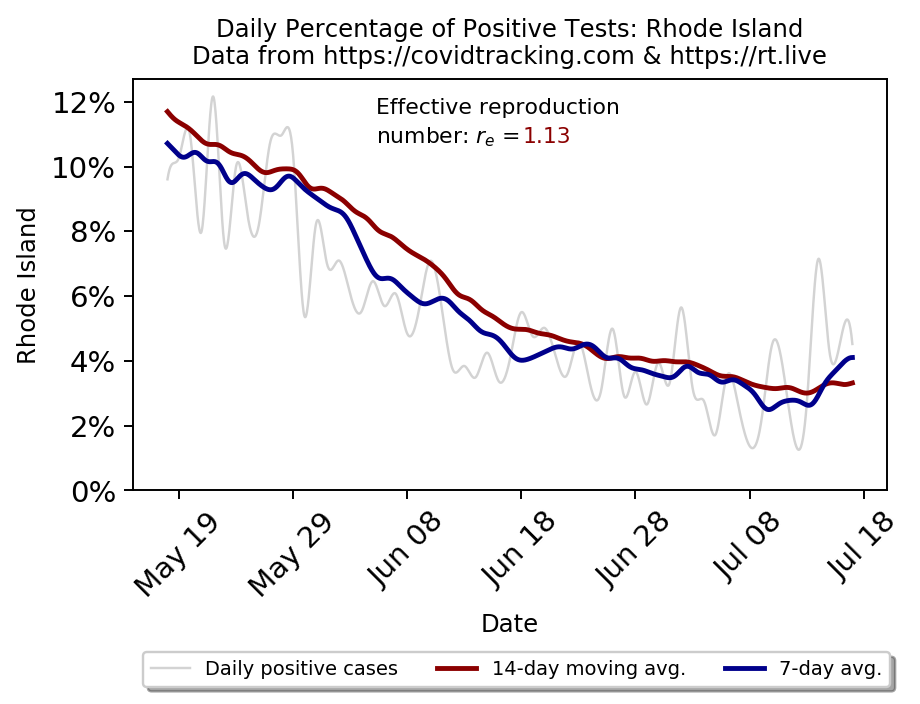 Daily Percentage of Positive Tests: Rhode Island
Data from https://covidtracking.com & https://rt.live
Effective reproduction
number: rₑ =1.13
12%
10%
8%
6%
4%
2%
0%
Rhode Island
May 19
May 29
Jun 08
Jun 18
Jun 28
Jul 08
Jul 18
Date
Daily positive cases 14-day moving avg. 7-day avg.